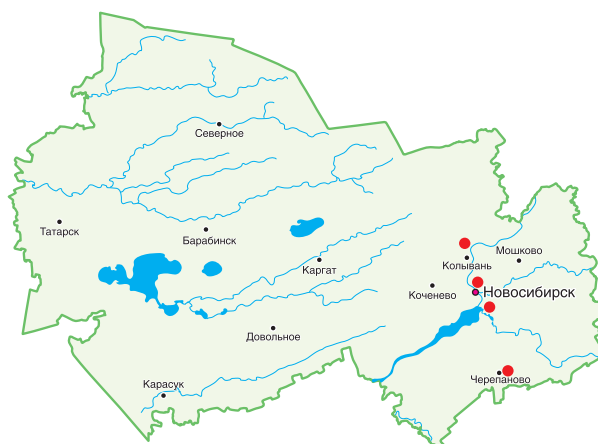 Северное
Татарск
Барабинск
Мошково
Колывань
Каргат
Коченево
Новосибирск
Довольное
Карасук
Черепаново